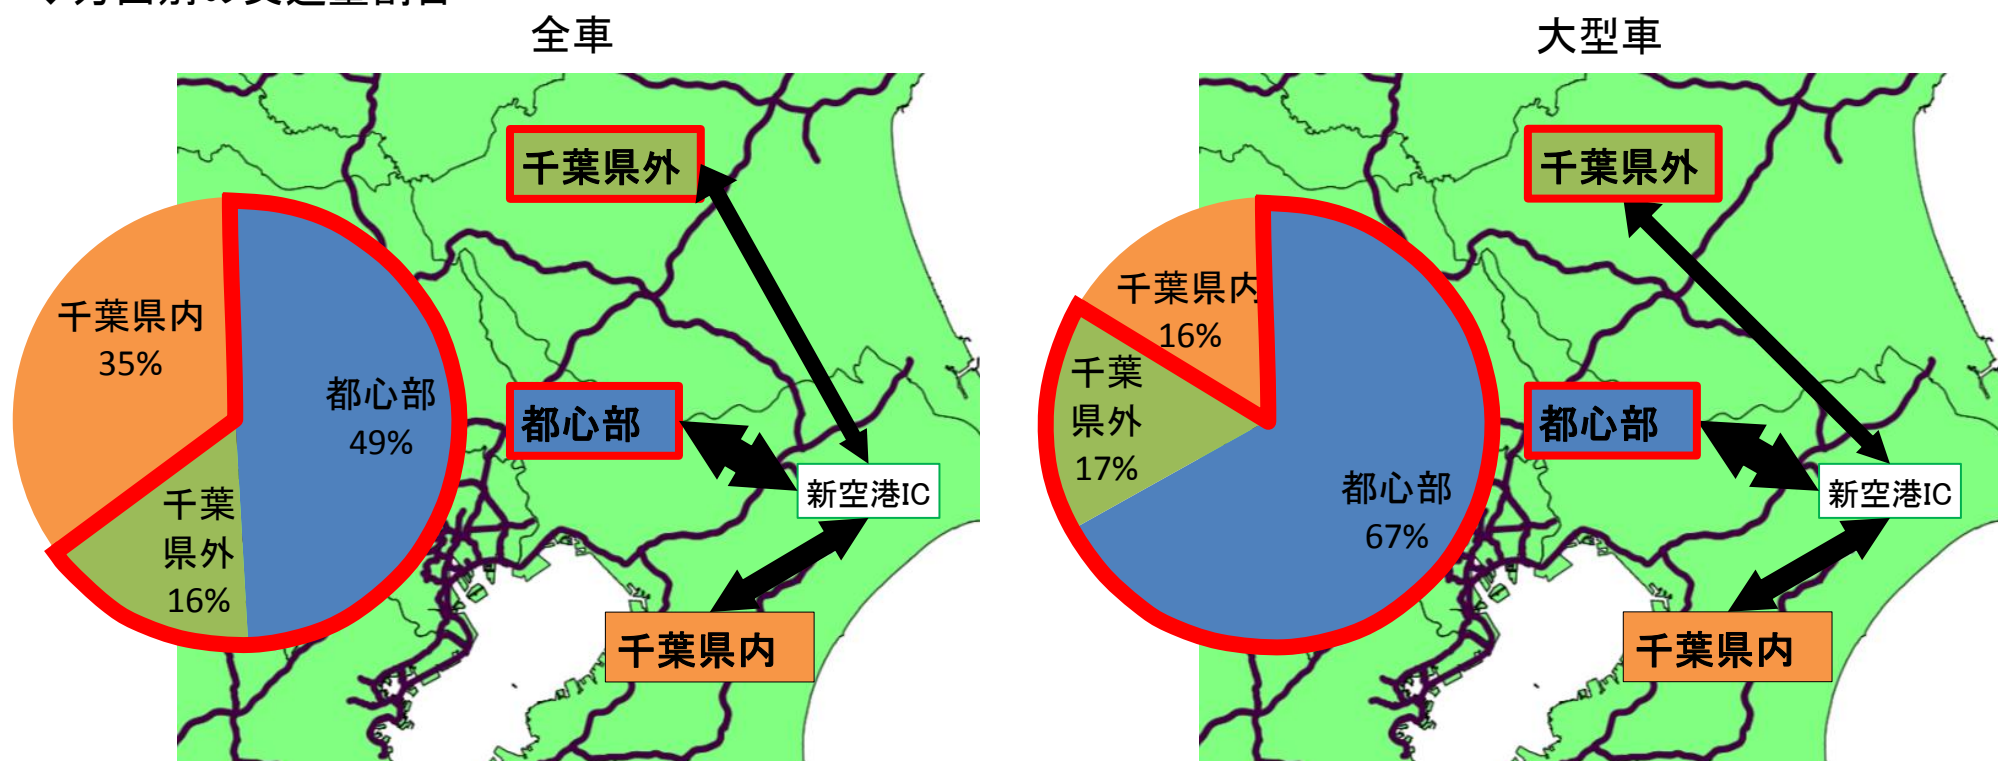 全車
千葉県外
千葉県内
35%
都心部
49%
千葉
県外
16%
都心部
新空港IC
千葉県内
大型車
千葉県外
千葉県内
16%
千葉
県外
17%
都心部
67%
都心部
新空港IC
千葉県内